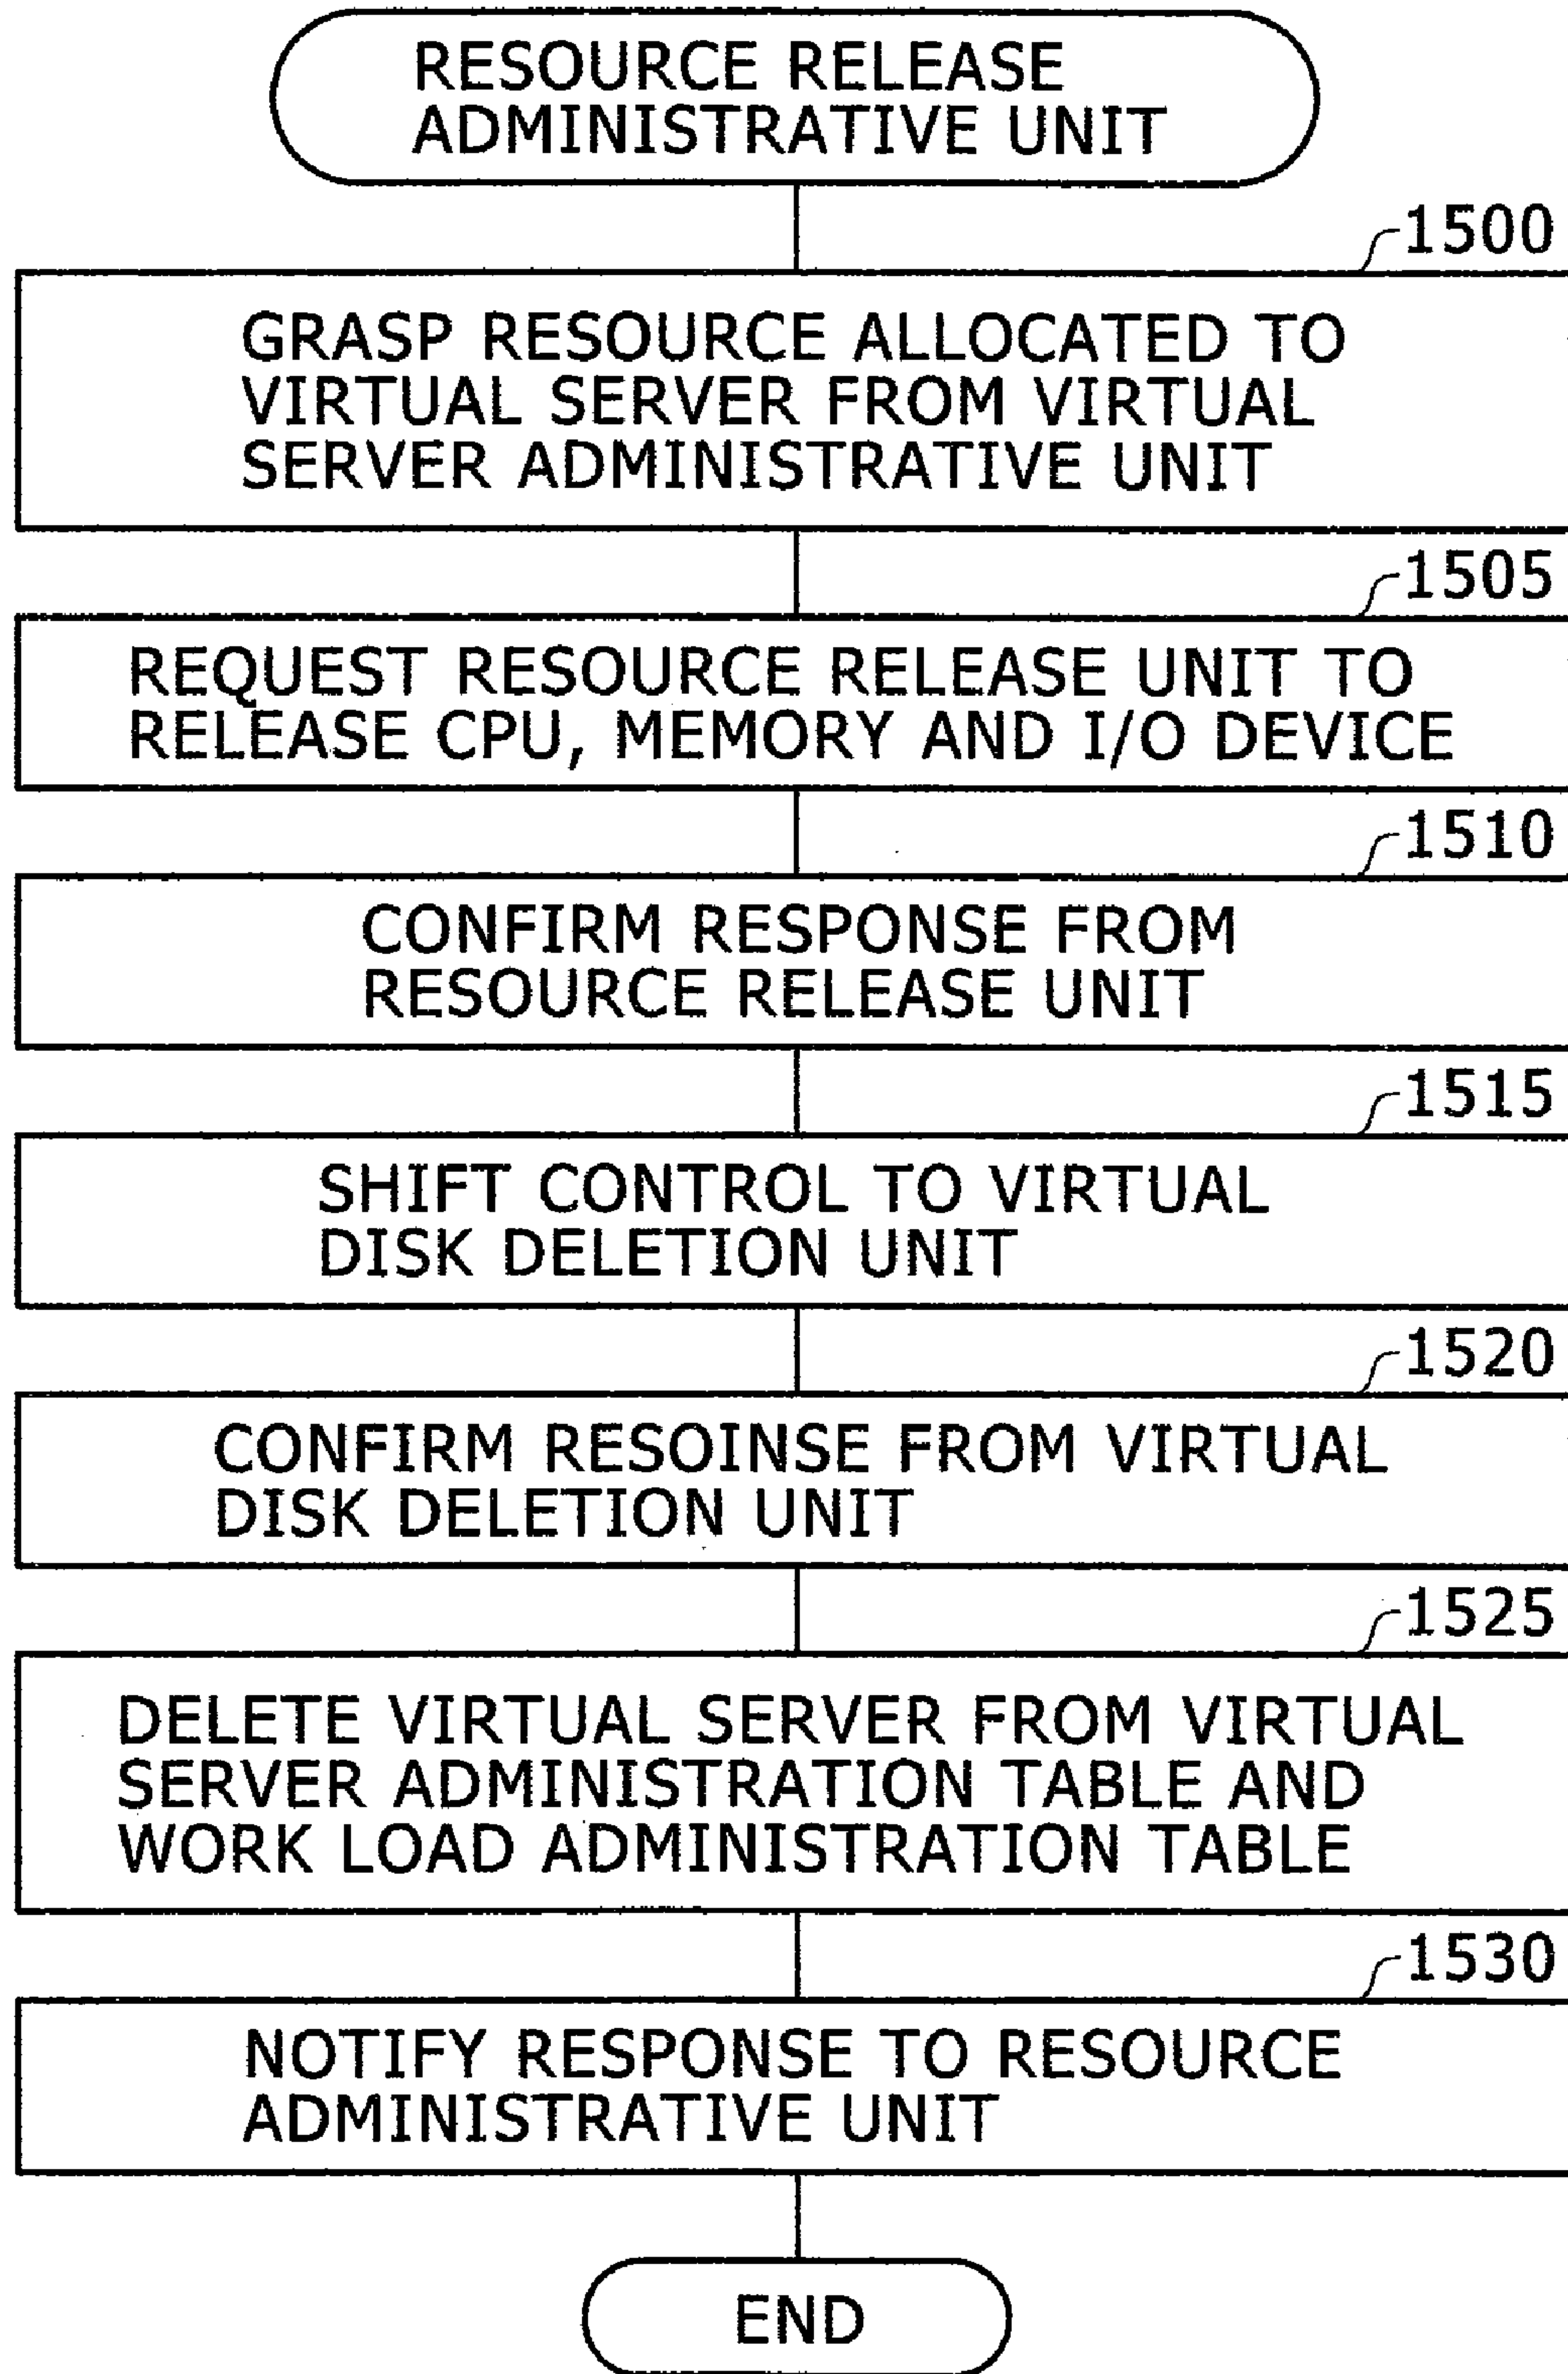 RESOURCE RELEASE
ADMINISTRATIVE UNIT
1500
GRASP RESOURCE ALLOCATED TO
VIRTUAL SERVER FROM VIRTUAL
SERVER ADMINISTRATIVE UNIT
1505
REQUEST RESOURCE RELEASE UNIT TO
RELEASE CPU, MEMORY AND I/O DEVICE
1510
CONFIRM RESPONSE FROM
RESOURCE RELEASE UNIT
1515
SHIFT CONTROL TO VIRTUAL
DISK DELETION UNIT
1520
CONFIRM RESOINSE FROM VIRTUAL
DISK DELETION UNIT
1525
DELETE VIRTUAL SERVER FROM VIRTUAL
SERVER ADMINISTRATION TABLE AND
WORK LOAD ADMINISTRATION TABLE
1530
NOTIFY RESPONSE TO RESOURCE
ADMINISTRATIVE UNIT
END